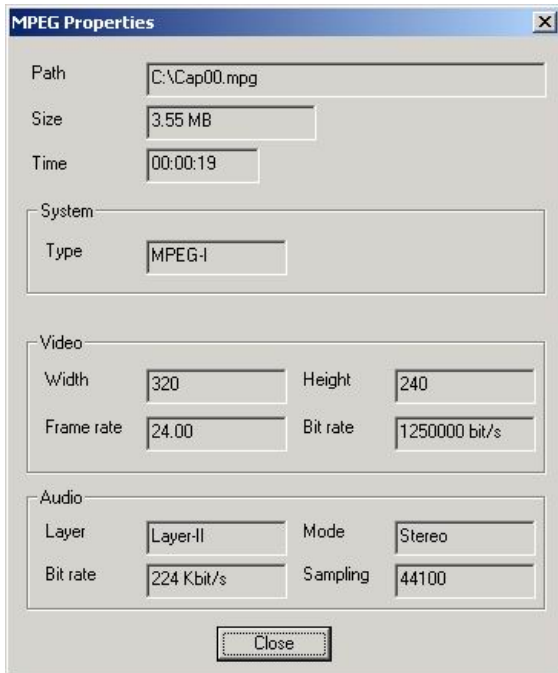 MPEG Properties
Path C:\Cap00.mpg
Size 3.55 MB
Time 00:00:19
System
Type MPEG-I
Video
Width 320 Height 240
Frame rate 24.00 Bit rate 1250000 bit/s
Audio
Layer Layer-II Mode Stereo
Bit rate 224 Kbit/s Sampling 44100
Close